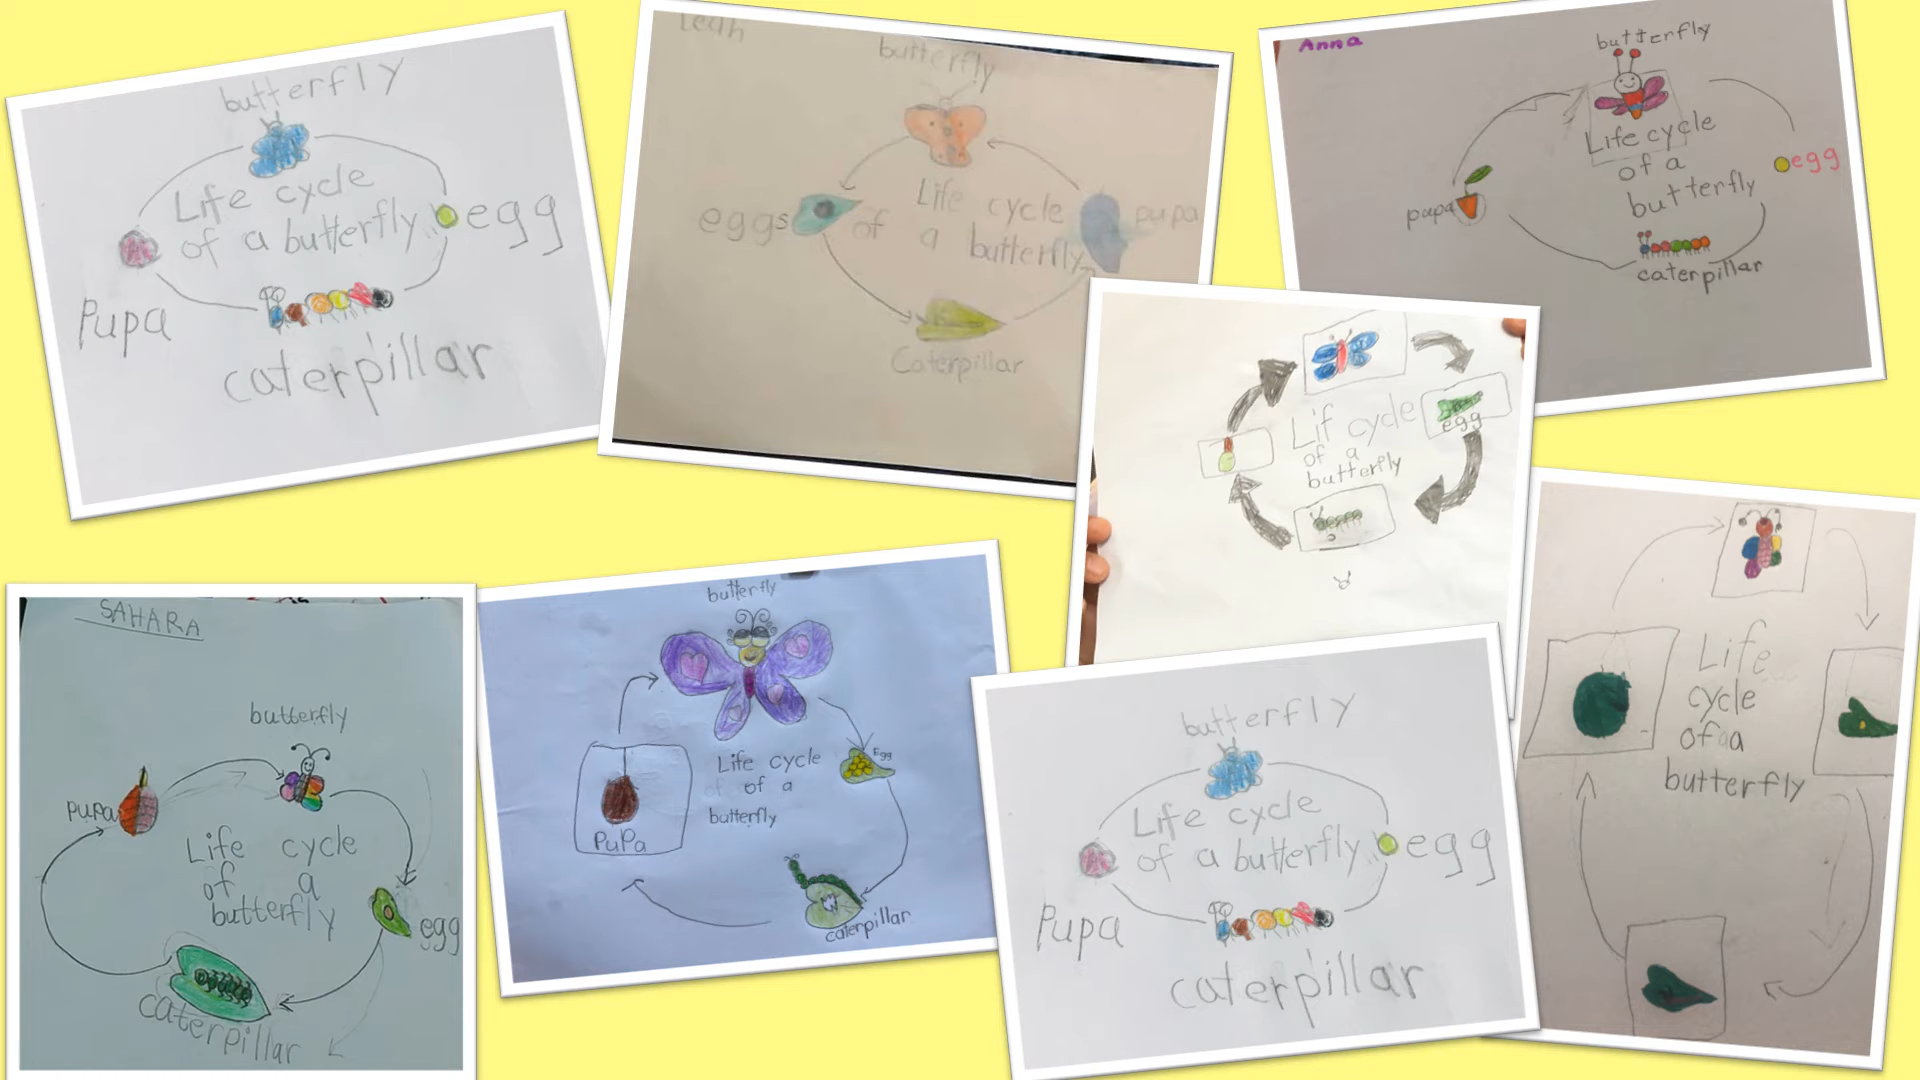 butterfly
Life cycle
of a butterfly
egg
Pupa
caterpillar
Leah
butterfly
eggs
Life cycle
of a butterfly
pupa
Caterpillar
Anna
butterfly
Life cycle
of a
butterfly
egg
pupa
caterpillar
Lif cycle
of a
butterfly
egg
Life
cycle
of a a
butterfly
SAHARA
butterfly
pupa
Life cycle
of a
butterfly
egg
caterpillar
butterfly
Life cycle
of a
butterfly
Egg
PuPa
caterpillar
butterfly
Life cycle
of a butterfly
egg
Pupa
caterpillar